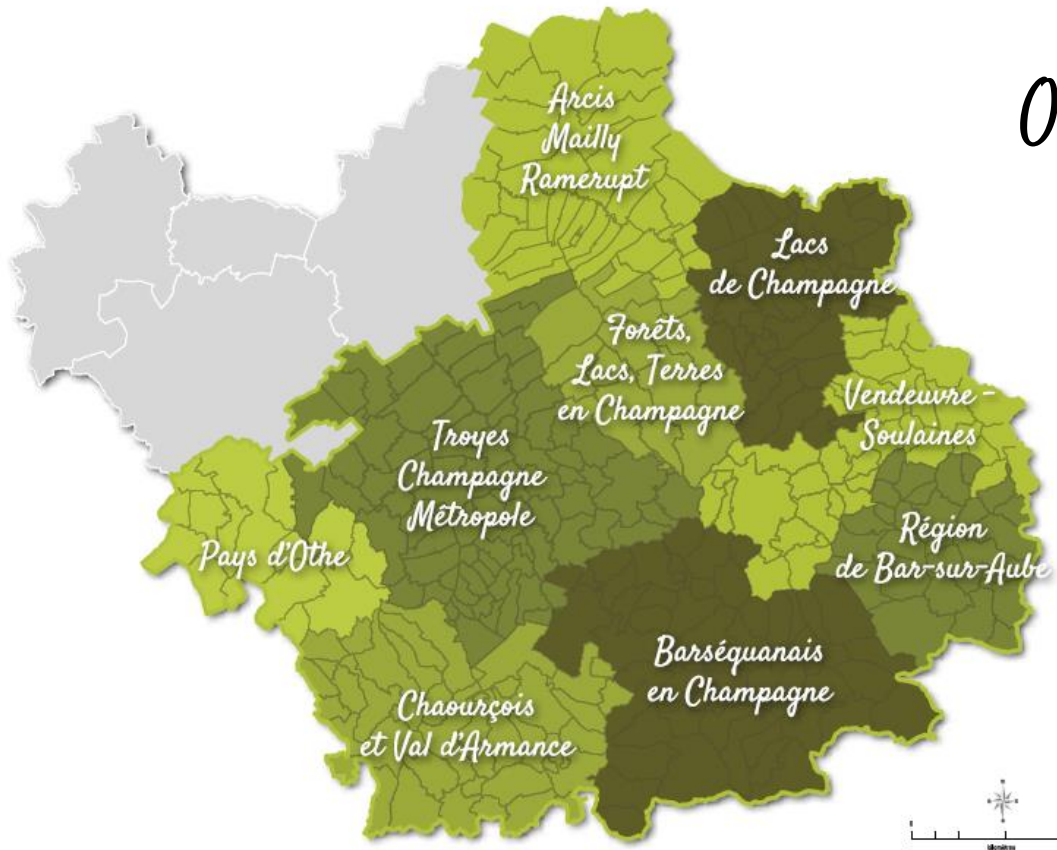 O
Arcis
Mailly
Ramerupt
Lacs
de Champagne
Forêts,
Lacs, Terres
en Champagne
Vendeuvre -
Soulaines
Troyes
Champagne
Métropole
Région
de Bar-sur-Aube
Pays d'Othe
Barséquanais
en Champagne
Chaourçois
et Val d'Armance